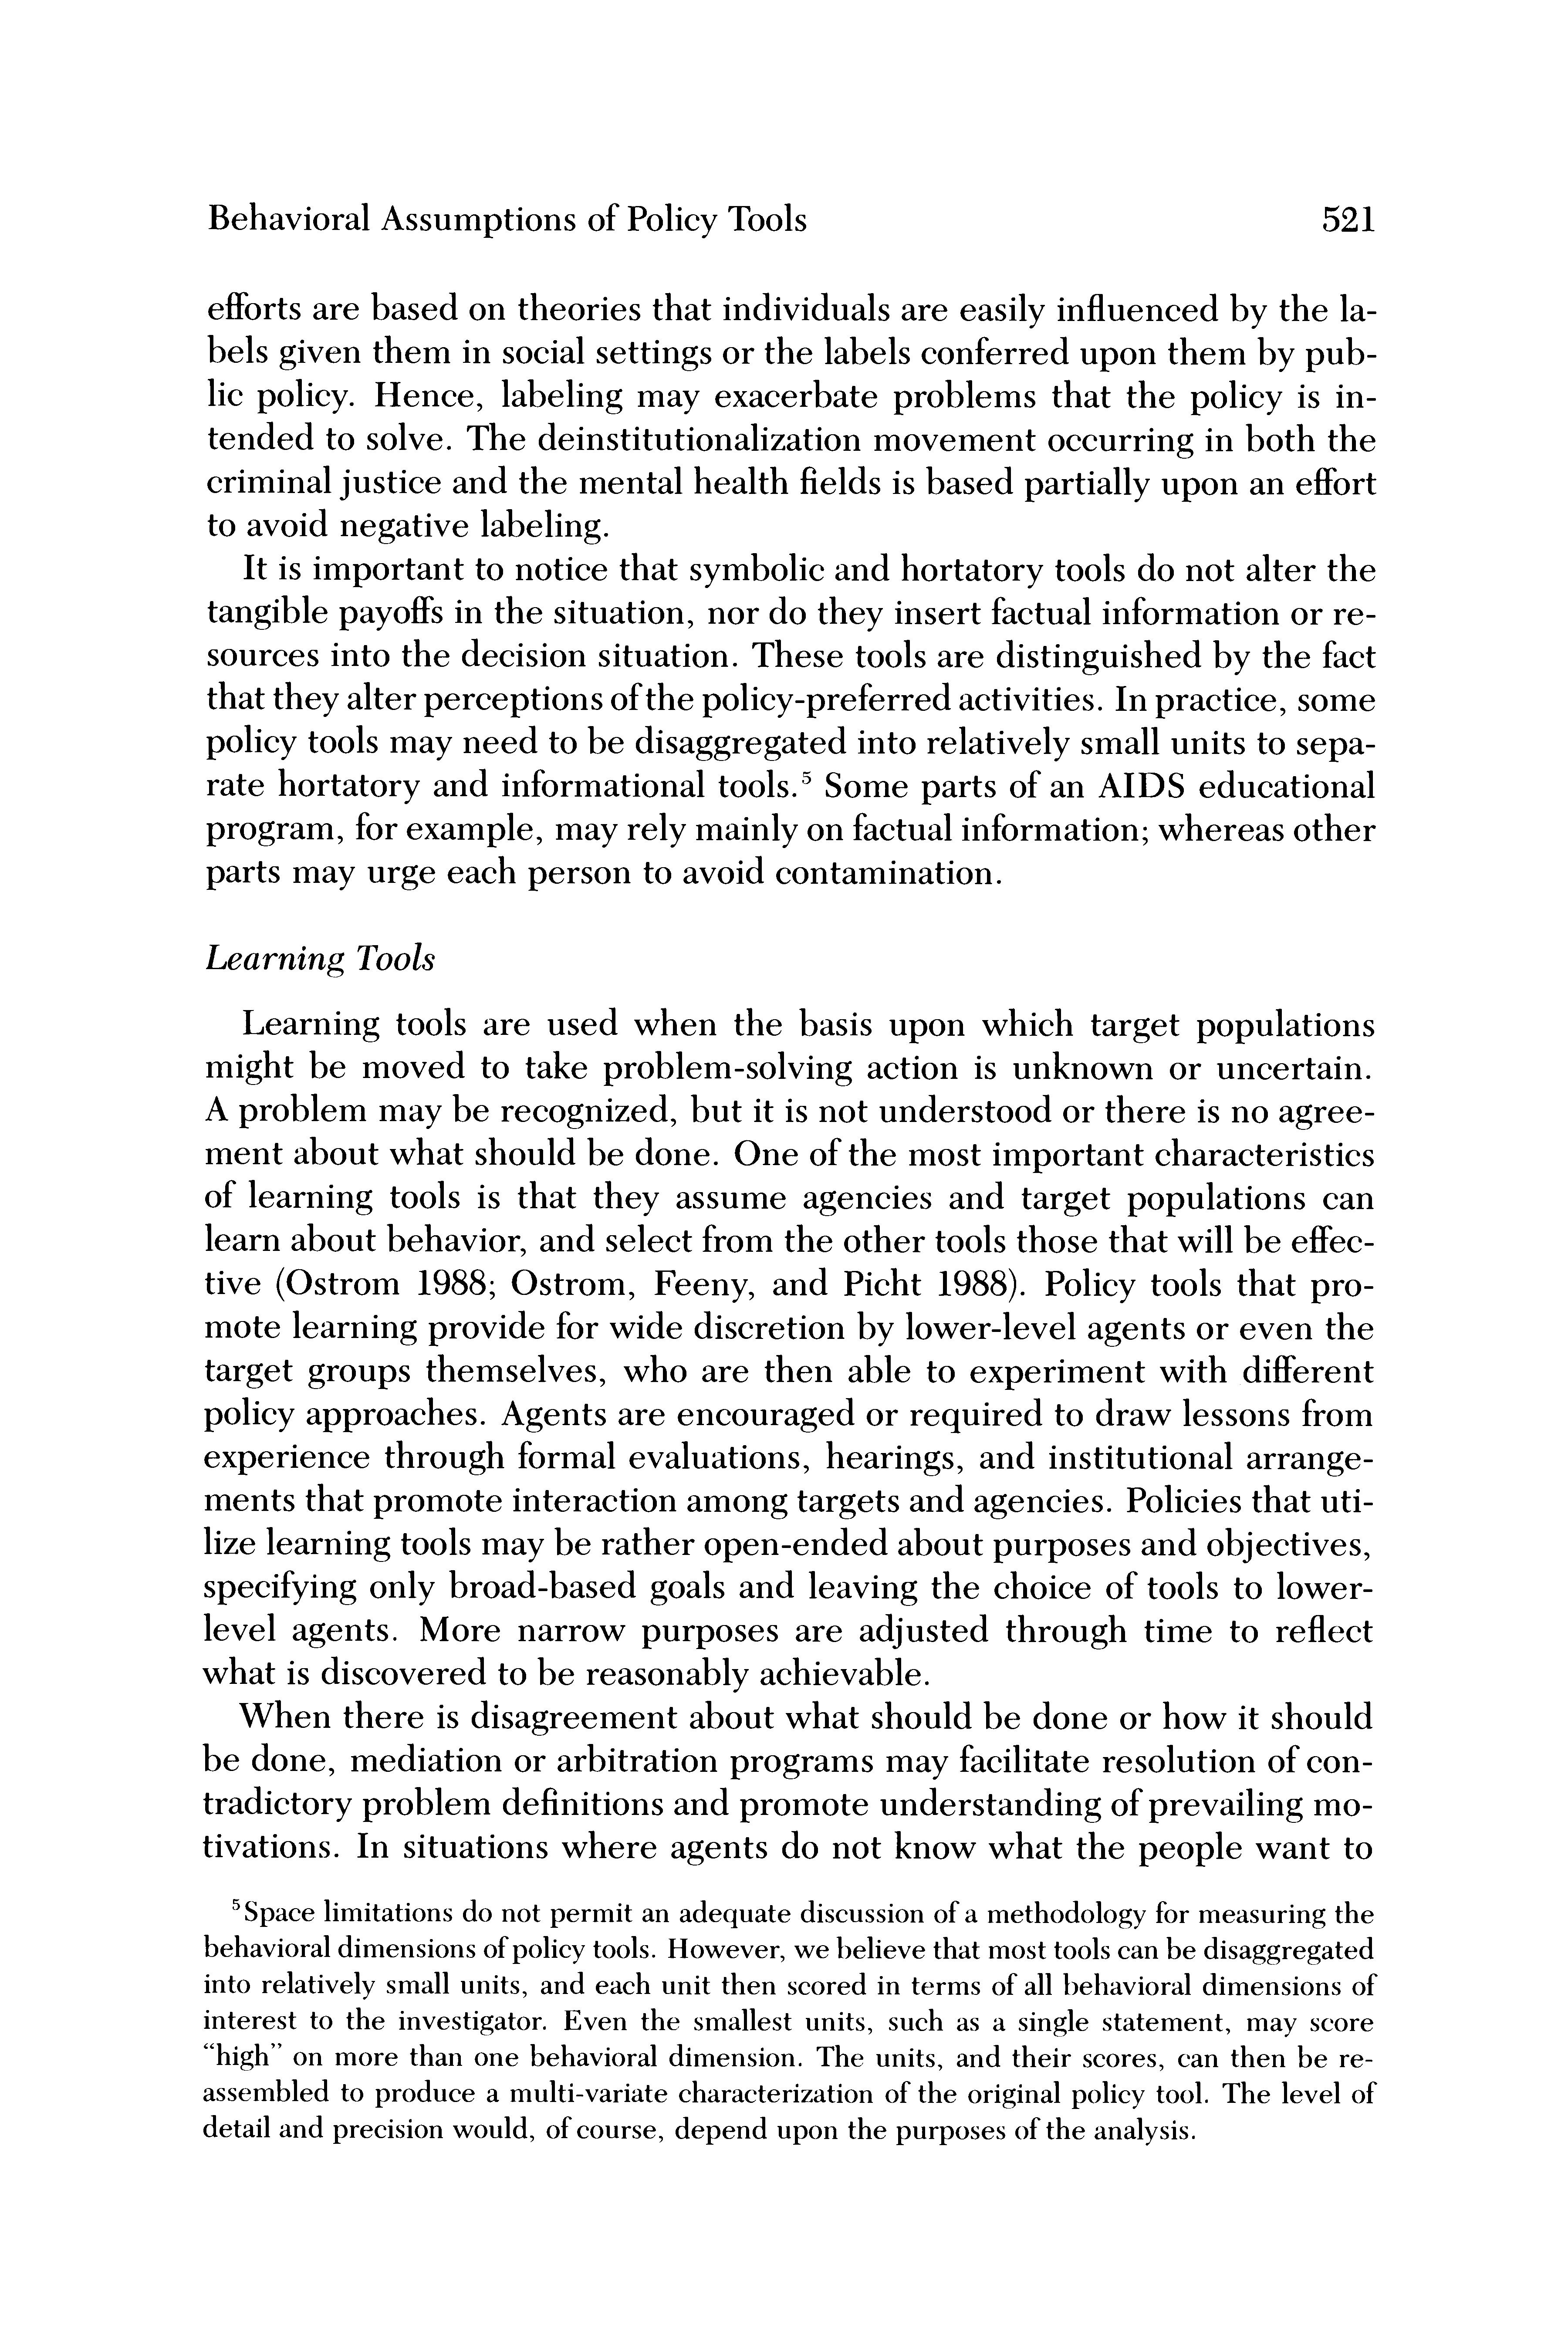 Behavioral Assumptions of Policy Tools 521
efforts are based on theories that individuals are easily influenced by the la-
bels given them in social settings or the labels conferred upon them by pub-
lic policy. Hence, labeling may exacerbate problems that the policy is in-
tended to solve. The deinstitutionalization movement occurring in both the
criminal justice and the mental health fields is based partially upon an effort
to avoid negative labeling.
It is important to notice that symbolic and hortatory tools do not alter the
tangible payoffs in the situation, nor do they insert factual information or re-
sources into the decision situation. These tools are distinguished by the fact
that they alter perceptions of the policy-preferred activities. In practice, some
policy tools may need to be disaggregated into relatively small units to sepa-
rate hortatory and informational tools.⁵ Some parts of an AIDS educational
program, for example, may rely mainly on factual information; whereas other
parts may urge each person to avoid contamination.
Learning Tools
Learning tools are used when the basis upon which target populations
might be moved to take problem-solving action is unknown or uncertain.
A problem may be recognized, but it is not understood or there is no agree-
ment about what should be done. One of the most important characteristics
of learning tools is that they assume agencies and target populations can
learn about behavior, and select from the other tools those that will be effec-
tive (Ostrom 1988; Ostrom, Feeny, and Picht 1988). Policy tools that pro-
mote learning provide for wide discretion by lower-level agents or even the
target groups themselves, who are then able to experiment with different
policy approaches. Agents are encouraged or required to draw lessons from
experience through formal evaluations, hearings, and institutional arrange-
ments that promote interaction among targets and agencies. Policies that uti-
lize learning tools may be rather open-ended about purposes and objectives,
specifying only broad-based goals and leaving the choice of tools to lower-
level agents. More narrow purposes are adjusted through time to reflect
what is discovered to be reasonably achievable.
When there is disagreement about what should be done or how it should
be done, mediation or arbitration programs may facilitate resolution of con-
tradictory problem definitions and promote understanding of prevailing mo-
tivations. In situations where agents do not know what the people want to
⁵Space limitations do not permit an adequate discussion of a methodology for measuring the
behavioral dimensions of policy tools. However, we believe that most tools can be disaggregated
into relatively small units, and each unit then scored in terms of all behavioral dimensions of
interest to the investigator. Even the smallest units, such as a single statement, may score
“high” on more than one behavioral dimension. The units, and their scores, can then be re-
assembled to produce a multi-variate characterization of the original policy tool. The level of
detail and precision would, of course, depend upon the purposes of the analysis.